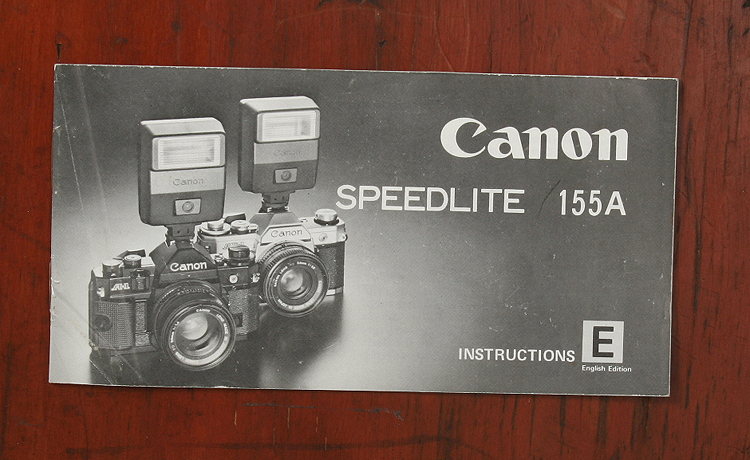 Canon
SPEEDLITE 155A
INSTRUCTIONS E
English Edition
Canon
Canon
Canon
Canon